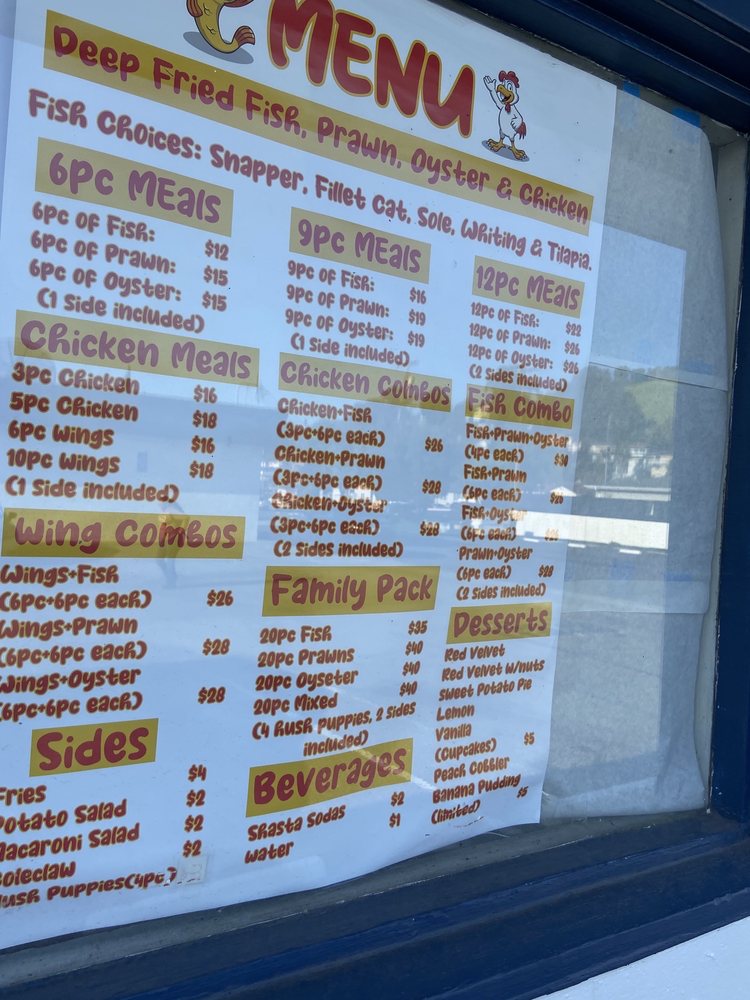 MENU
Deep Fried Fish, Prawn, Oyster & Chicken
Fish Choices: Snapper, Fillet Cat, Sole, Whiting & Tilapia.
6pc Meals
6pc of Fish: $12
6pc of Prawn: $15
6pc of Oyster: $15
(1 side included)
Chicken Meals
3pc Chicken $16
5pc Chicken $18
6pc Wings $16
10pc Wings $18
(1 side included)
Wing Combos
Wings+Fish
(6pc+6pc each) $26
Wings+Prawn
(6pc+6pc each) $28
Wings+Oyster
(6pc+6pc each) $28
Sides
Fries $4
Potato Salad $2
Macaroni Salad $2
Coleclaw $2
Hush Puppies(4pc)
9pc Meals
9pc of Fish: $16
9pc of Prawn: $19
9pc of Oyster: $19
(1 side included)
Chicken Combos
Chicken+Fish
(3pc+6pc each) $26
Chicken+Prawn
(3pc+6pc each) $28
Chicken+Oyster
(3pc+6pc each) $28
(2 sides included)
Family Pack
20pc Fish $35
20pc Prawns $40
20pc Oyseter $40
20pc Mixed $40
(4 hush puppies, 2 sides
included)
Beverages
Shasta Sodas $2
Water $1
12pc Meals
12pc of Fish: $22
12pc of Prawn: $26
12pc of Oyster: $26
(2 sides included)
Fish Combo
Fish+Prawn+Oyster
(4pc each) $30
Fish+Prawn
(6pc each)
Fish+Oyster
(6pc each)
Prawn+Oyster
(6pc each) $28
(2 sides included)
Desserts
Red Velvet
Red Velvet w/nuts
Sweet Potato Pie
Lemon
Vanilla
(Cupcakes) $5
Peach Cobbler
Banana Pudding
(limited) $5